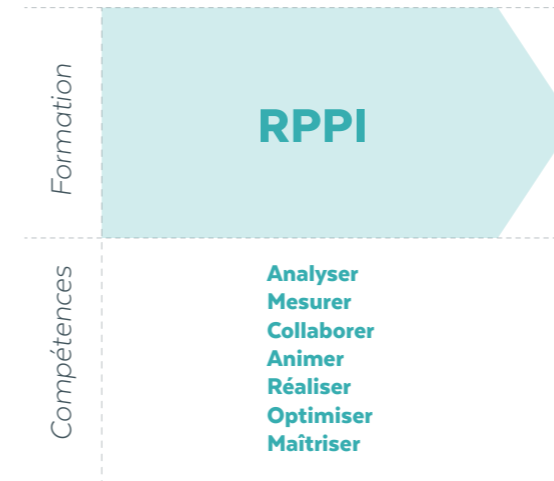 Formation
RPPI
Compétences
Analyser
Mesurer
Collaborer
Animer
Réaliser
Optimiser
Maîtriser